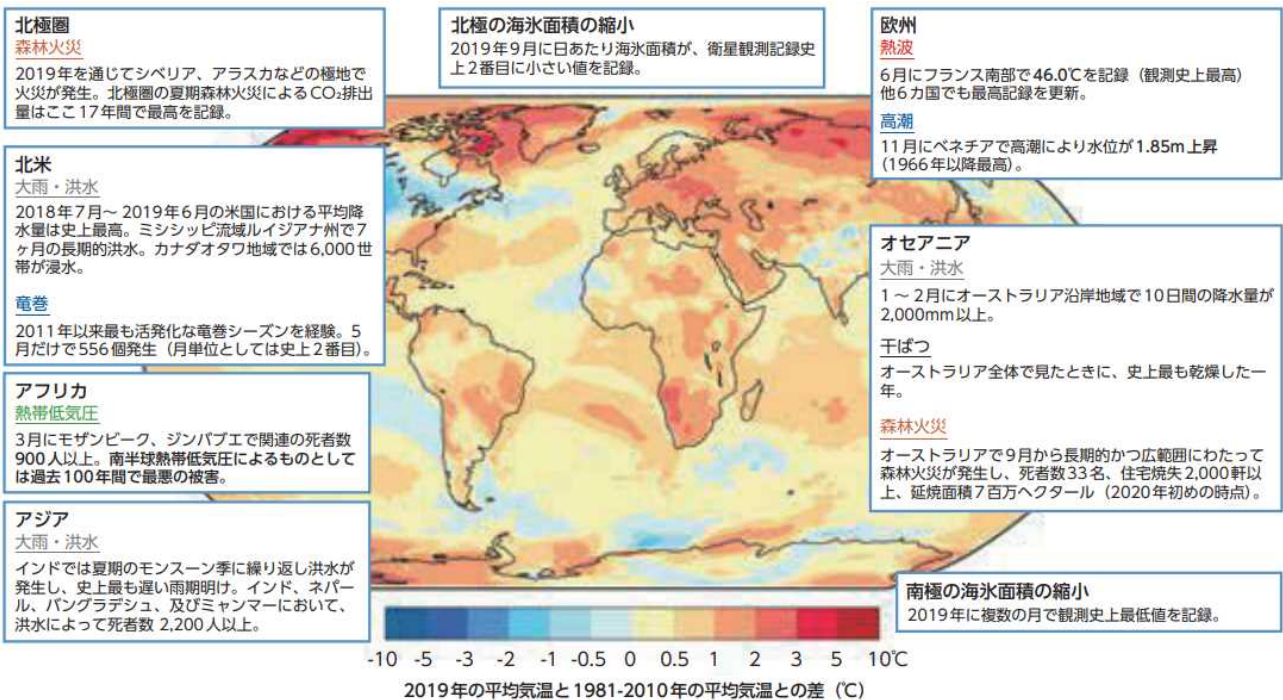 北極圏
森林火災
2019年を通じてシベリア、アラスカなどの極地で
火災が発生。北極圏の夏期森林火災によるCO₂排出
量はここ17年間で最高を記録。
北極の海氷面積の縮小
2019年9月に日あたり海氷面積が、衛星観測記録史
上2番目に小さい値を記録。
欧州
熱波
6月にフランス南部で46.0℃を記録（観測史上最高）
他6カ国でも最高記録を更新。
高潮
11月にベネチアで高潮により水位が1.85m上昇
(1966年以降最高)。
北米
大雨・洪水
2018年7月～2019年6月の米国における平均降
水量は史上最高。ミシシッピ流域ルイジアナ州で7
ヶ月の長期的洪水。カナダオタワ地域では6,000世
帯が浸水。
竜巻
2011年以来最も活発化な竜巻シーズンを経験。5
月だけで556個発生（月単位としては史上2番目）。
オセアニア
大雨・洪水
1～2月にオーストラリア沿岸地域で10日間の降水量が
2,000mm以上。
干ばつ
オーストラリア全体で見たときに、史上最も乾燥した一
年。
森林火災
オーストラリアで9月から長期的かつ広範囲にわたって
森林火災が発生し、死者数33名、住宅焼失2,000軒以
上、延焼面積7百万ヘクタール（2020年初めの時点）。
アフリカ
熱帯低気圧
3月にモザンビーク、ジンバブエで関連の死者数
900人以上。南半球熱帯低気圧によるものとして
は過去100年間で最悪の被害。
アジア
大雨・洪水
インドでは夏期のモンスーン季に繰り返し洪水が
発生し、史上最も遅い雨期明け。インド、ネパー
ル、バングラデシュ、及びミャンマーにおいて、
洪水によって死者数 2,200人以上。
南極の海氷面積の縮小
2019年に複数の月で観測史上最低値を記録。
-10 -5 -3 -2 -1 -0.5 0 0.5 1 2 3 5 10℃
2019年の平均気温と1981-2010年の平均気温との差（℃）